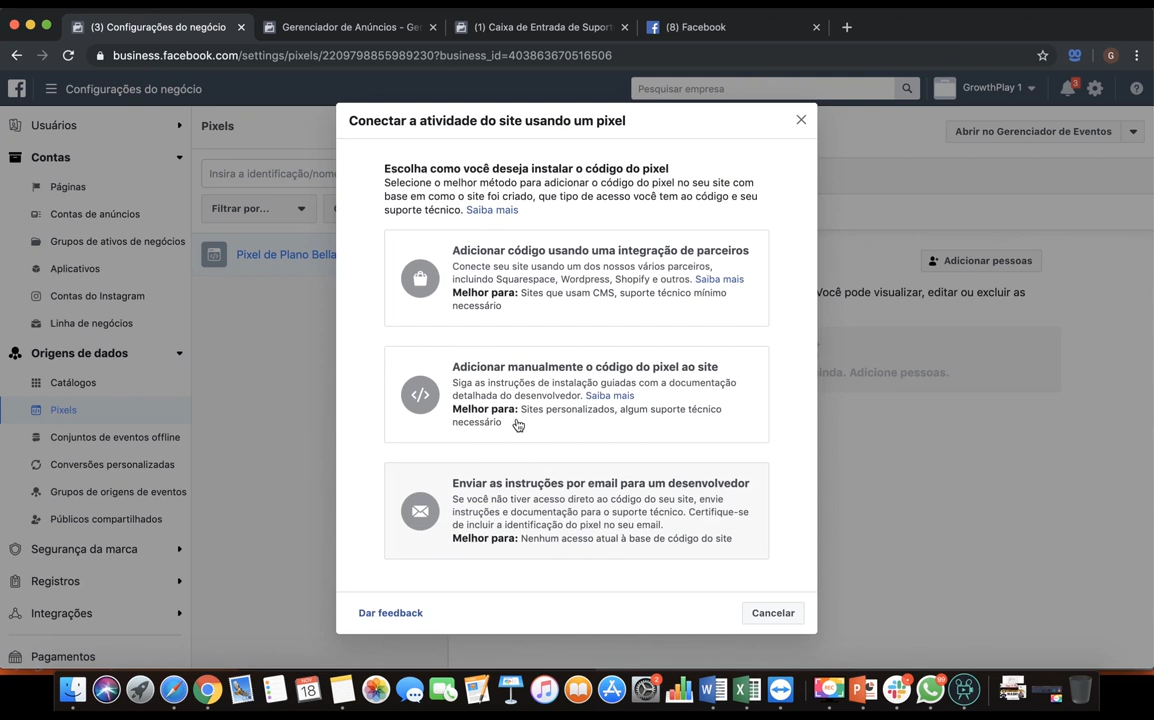 (3) Configurações do negócio
Gerenciador de Anúncios - Ge
(1) Caixa de Entrada de Supor
(8) Facebook
business.facebook.com/settings/pixels/2209798855989230?business_id=403863670516506
G
Configurações do negócio
Pesquisar empresa
GrowthPlay 1
3
Usuários
Contas
Páginas
Contas de anúncios
Grupos de ativos de negócios
Aplicativos
Contas do Instagram
Linha de negócios
Origens de dados
Catálogos
Pixels
Conjuntos de eventos offline
Conversões personalizadas
Grupos de origens de eventos
Públicos compartilhados
Segurança da marca
Registros
Integrações
Pagamentos
Pixels
Insira a identificação/nome
Filtrar por...
Pixel de Plano Bella
Conectar a atividade do site usando um pixel
Escolha como você deseja instalar o código do pixel
Selecione o melhor método para adicionar o código do pixel no seu site com
base em como o site foi criado, que tipo de acesso você tem ao código e seu
suporte técnico. Saiba mais
Adicionar código usando uma integração de parceiros
Conecte seu site usando um dos nossos vários parceiros,
incluindo Squarespace, Wordpress, Shopify e outros. Saiba mais
Melhor para: Sites que usam CMS, suporte técnico mínimo
necessário
Adicionar manualmente o código do pixel ao site
Siga as instruções de instalação guiadas com a documentação
detalhada do desenvolvedor. Saiba mais
Melhor para: Sites personalizados, algum suporte técnico
necessário
Enviar as instruções por email para um desenvolvedor
Se você não tiver acesso direto ao código do seu site, envie
instruções e documentação para o suporte técnico. Certifique-se
de incluir a identificação do pixel no seu email.
Melhor para: Nenhum acesso atual à base de código do site
Dar feedback
Cancelar
Abrir no Gerenciador de Eventos
Adicionar pessoas
Você pode visualizar, editar ou excluir as
inda. Adicione pessoas.
NOV
18
2
99
REC